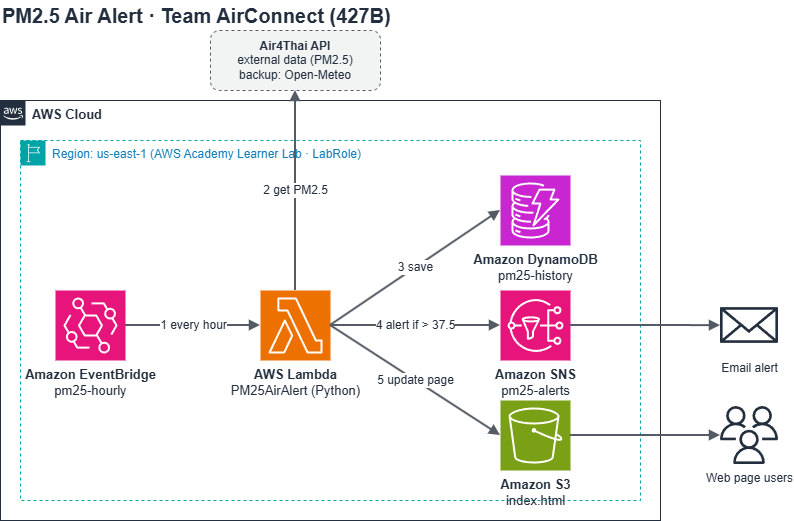 PM2.5 Air Alert · Team AirConnect (427B)
Air4Thai API
external data (PM2.5)
backup: Open-Meteo
aws
AWS Cloud
Region: us-east-1 (AWS Academy Learner Lab · LabRole)
2 get PM2.5
3 save
Amazon DynamoDB
pm25-history
1 every hour
4 alert if > 37.5
Amazon EventBridge
pm25-hourly
AWS Lambda
PM25AirAlert (Python)
Amazon SNS
pm25-alerts
Email alert
5 update page
Amazon S3
index.html
Web page users